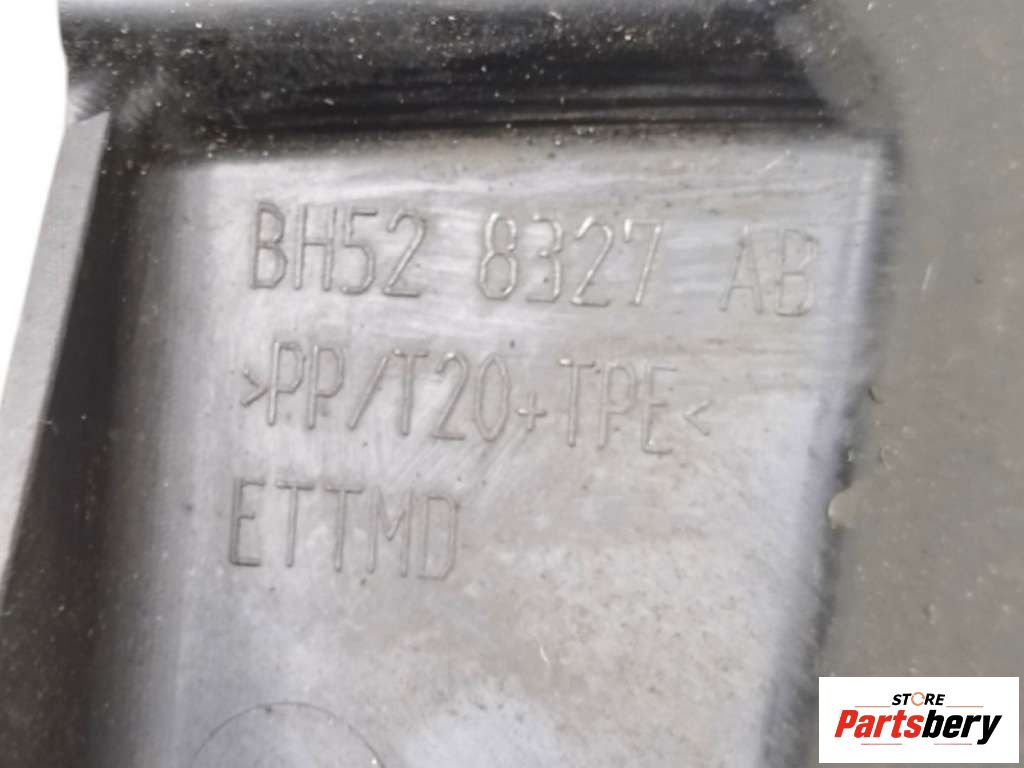 BH52 8327 AB
>PP/T20+TPE<
ETTMD
STORE
Partsbery